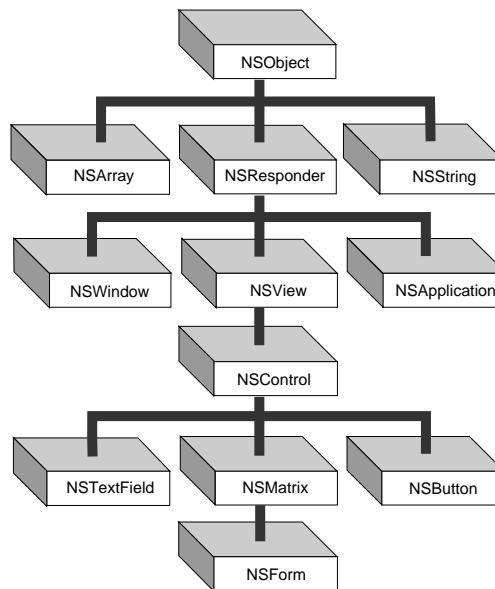 NSObject
NSArray
NSResponder
NSString
NSWindow
NSView
NSApplication
NSControl
NSTextField
NSMatrix
NSButton
NSForm